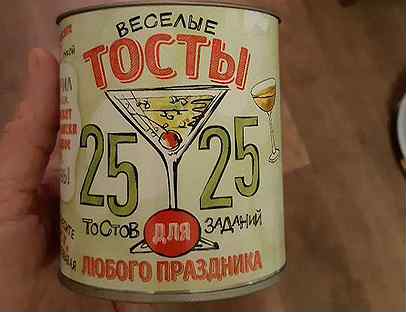 ВЕСЕЛЫЕ
ТОСТЫ
25 25
ТОСТОВ ДЛЯ ЗАДАНИЙ
ЛЮБОГО ПРАЗДНИКА